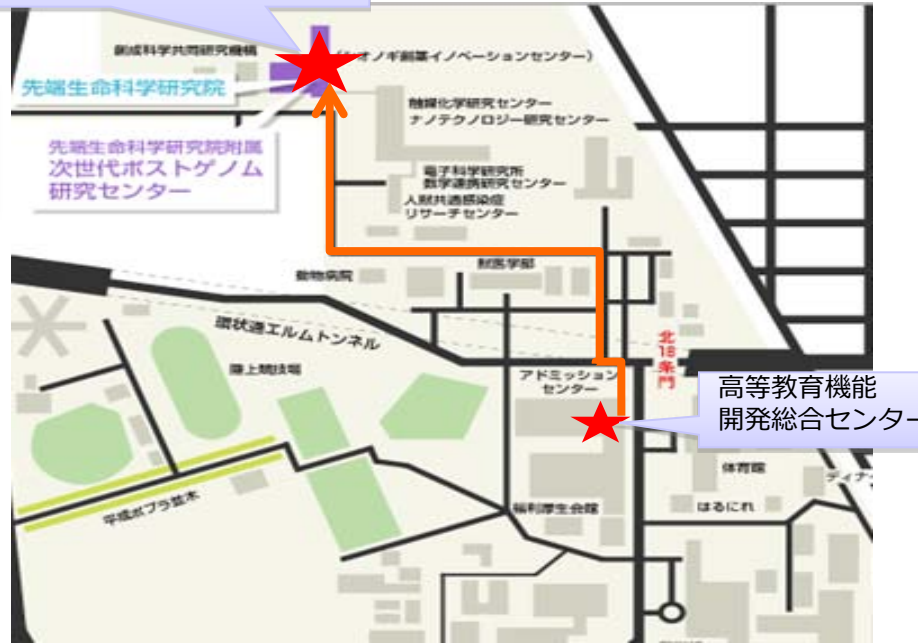 創成科学共同研究機構
(シオノギ創薬イノベーションセンター)
先端生命科学研究院
触媒化学研究センター
ナノテクノロジー研究センター
先端生命科学研究院附属
次世代ポストゲノム
研究センター
電子科学研究所
数学連携研究センター
人獣共通感染症
リサーチセンター
獣医学部
動物病院
環状通エルムトンネル
北18条門
陸上競技場
アドミッション
センター
高等教育機能
開発総合センター
体育館
平成ポプラ並木
福利厚生会館
はるにれ